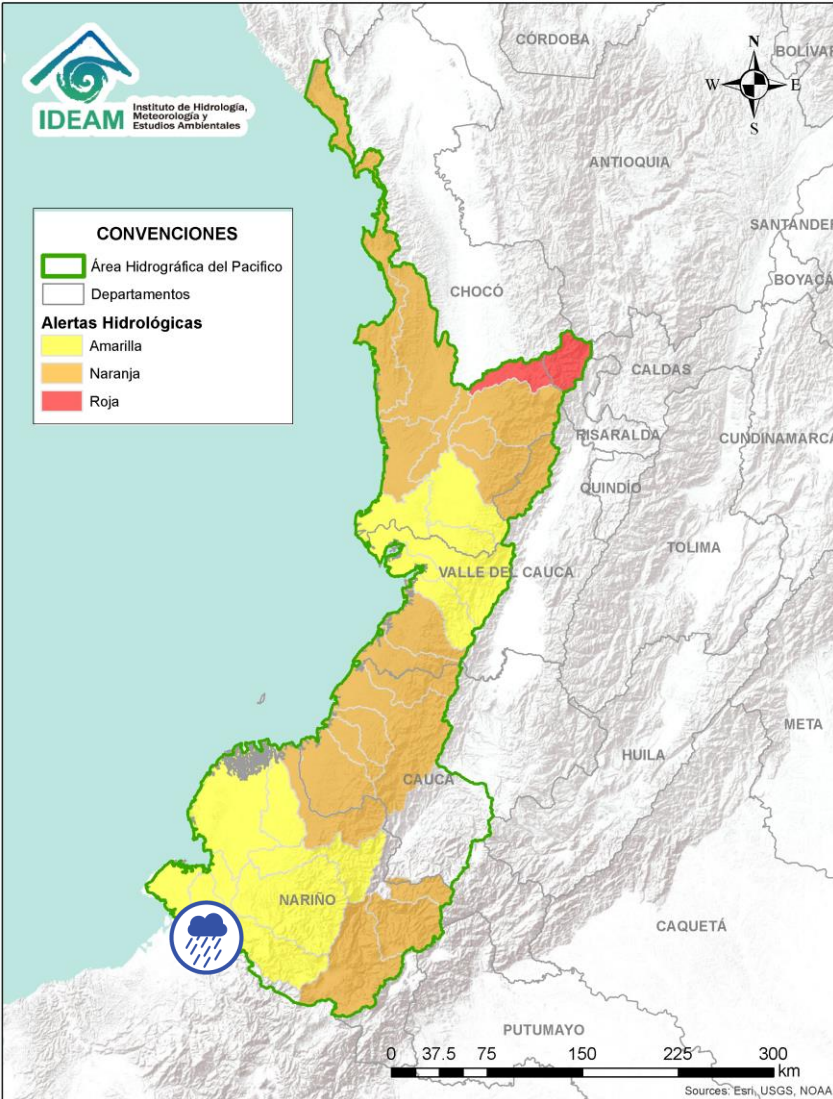 IDEAM
Instituto de Hidrología,
Meteorología y
Estudios Ambientales
CÓRDOBA
BOLÍVAR
N
W
E
S
ANTIOQUIA
SANTANDER
BOYACÁ
CONVENCIONES
Área Hidrográfica del Pacifico
Departamentos
Alertas Hidrológicas
Amarilla
Naranja
Roja
CHOCÓ
CALDAS
RISARALDA
CUNDINAMARCA
QUINDÍO
TOLIMA
VALLE DEL CAUCA
META
HUILA
CAUCA
NARIÑO
CAQUETÁ
PUTUMAYO
0 37.5 75 150 225 300
km
Sources: Esri, USGS, NOAA